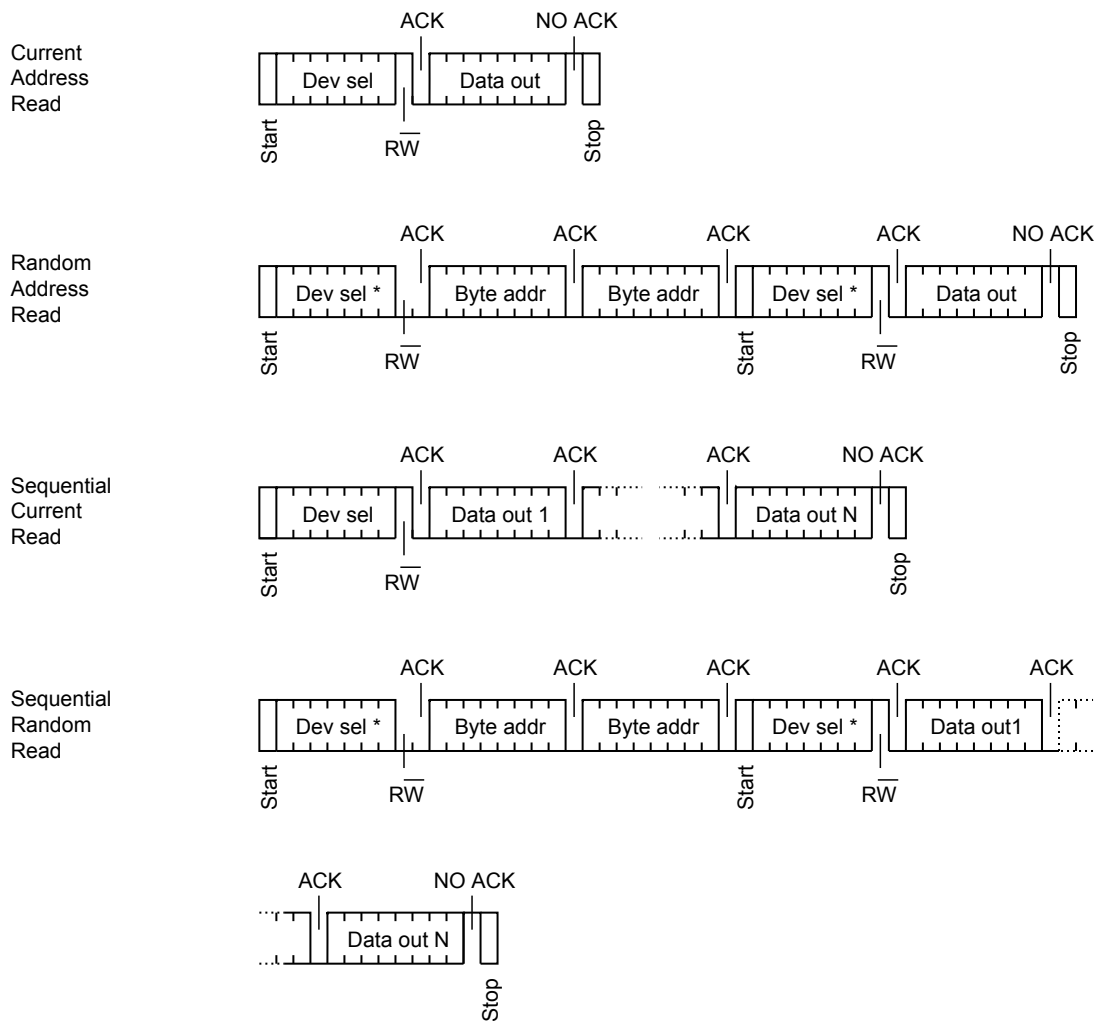 ACK NO ACK
Current
Address
Read
Dev sel Data out
Start RW̅ Stop
ACK ACK ACK ACK NO ACK
Random
Address
Read
Dev sel * Byte addr Byte addr Dev sel * Data out
Start RW̅ Start RW̅ Stop
ACK ACK ACK NO ACK
Sequential
Current
Read
Dev sel Data out 1 Data out N
Start RW̅ Stop
ACK ACK ACK ACK ACK
Sequential
Random
Read
Dev sel * Byte addr Byte addr Dev sel * Data out1
Start RW̅ Start RW̅
ACK NO ACK
Data out N
Stop